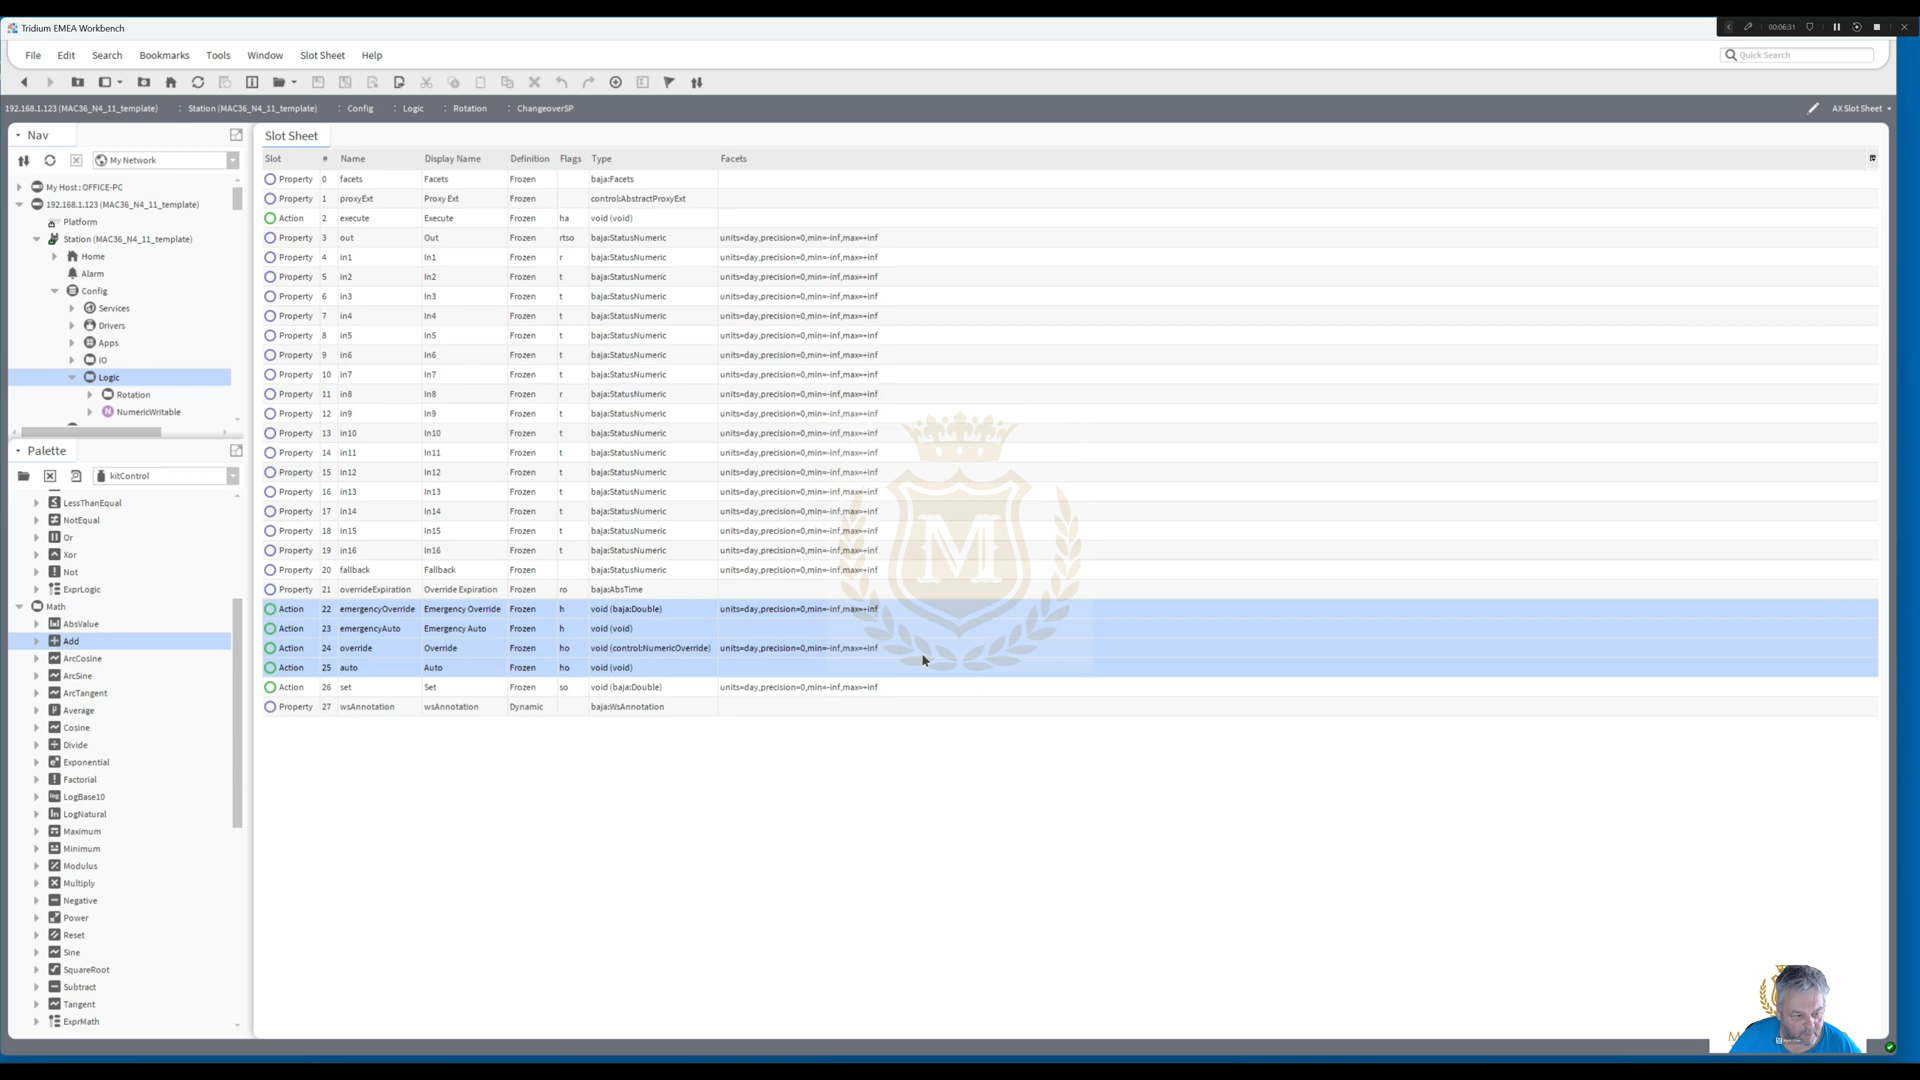 Tridium EMEA Workbench
00:06:31
File Edit Search Bookmarks Tools Window Slot Sheet Help
Quick Search
192.168.1.123 (MAC36_N4_11_template) : Station (MAC36_N4_11_template) : Config : Logic : Rotation : ChangeoverSP
AX Slot Sheet
Nav
My Network
My Host : OFFICE-PC
192.168.1.123 (MAC36_N4_11_template)
Platform
Station (MAC36_N4_11_template)
Home
Alarm
Config
Services
Drivers
Apps
IO
Logic
Rotation
NumericWritable
Palette
kitControl
LessThanEqual
NotEqual
Or
Xor
Not
ExprLogic
Math
AbsValue
Add
ArcCosine
ArcSine
ArcTangent
Average
Cosine
Divide
Exponential
Factorial
LogBase10
LogNatural
Maximum
Minimum
Modulus
Multiply
Negative
Power
Reset
Sine
SquareRoot
Subtract
Tangent
ExprMath
Slot Sheet
Slot # Name Display Name Definition Flags Type Facets
Property 0 facets Facets Frozen baja:Facets
Property 1 proxyExt Proxy Ext Frozen control:AbstractProxyExt
Action 2 execute Execute Frozen ha void (void)
Property 3 out Out Frozen rtso baja:StatusNumeric units=day,precision=0,min=-inf,max=+inf
Property 4 in1 In1 Frozen r baja:StatusNumeric units=day,precision=0,min=-inf,max=+inf
Property 5 in2 In2 Frozen t baja:StatusNumeric units=day,precision=0,min=-inf,max=+inf
Property 6 in3 In3 Frozen t baja:StatusNumeric units=day,precision=0,min=-inf,max=+inf
Property 7 in4 In4 Frozen t baja:StatusNumeric units=day,precision=0,min=-inf,max=+inf
Property 8 in5 In5 Frozen t baja:StatusNumeric units=day,precision=0,min=-inf,max=+inf
Property 9 in6 In6 Frozen t baja:StatusNumeric units=day,precision=0,min=-inf,max=+inf
Property 10 in7 In7 Frozen t baja:StatusNumeric units=day,precision=0,min=-inf,max=+inf
Property 11 in8 In8 Frozen r baja:StatusNumeric units=day,precision=0,min=-inf,max=+inf
Property 12 in9 In9 Frozen t baja:StatusNumeric units=day,precision=0,min=-inf,max=+inf
Property 13 in10 In10 Frozen t baja:StatusNumeric units=day,precision=0,min=-inf,max=+inf
Property 14 in11 In11 Frozen t baja:StatusNumeric units=day,precision=0,min=-inf,max=+inf
Property 15 in12 In12 Frozen t baja:StatusNumeric units=day,precision=0,min=-inf,max=+inf
Property 16 in13 In13 Frozen t baja:StatusNumeric units=day,precision=0,min=-inf,max=+inf
Property 17 in14 In14 Frozen t baja:StatusNumeric units=day,precision=0,min=-inf,max=+inf
Property 18 in15 In15 Frozen t baja:StatusNumeric units=day,precision=0,min=-inf,max=+inf
Property 19 in16 In16 Frozen t baja:StatusNumeric units=day,precision=0,min=-inf,max=+inf
Property 20 fallback Fallback Frozen baja:StatusNumeric units=day,precision=0,min=-inf,max=+inf
Property 21 overrideExpiration Override Expiration Frozen ro baja:AbsTime
Action 22 emergencyOverride Emergency Override Frozen h void (baja:Double) units=day,precision=0,min=-inf,max=+inf
Action 23 emergencyAuto Emergency Auto Frozen h void (void)
Action 24 override Override Frozen ho void (control:NumericOverride) units=day,precision=0,min=-inf,max=+inf
Action 25 auto Auto Frozen ho void (void)
Action 26 set Set Frozen so void (baja:Double) units=day,precision=0,min=-inf,max=+inf
Property 27 wsAnnotation wsAnnotation Dynamic baja:WsAnnotation
M